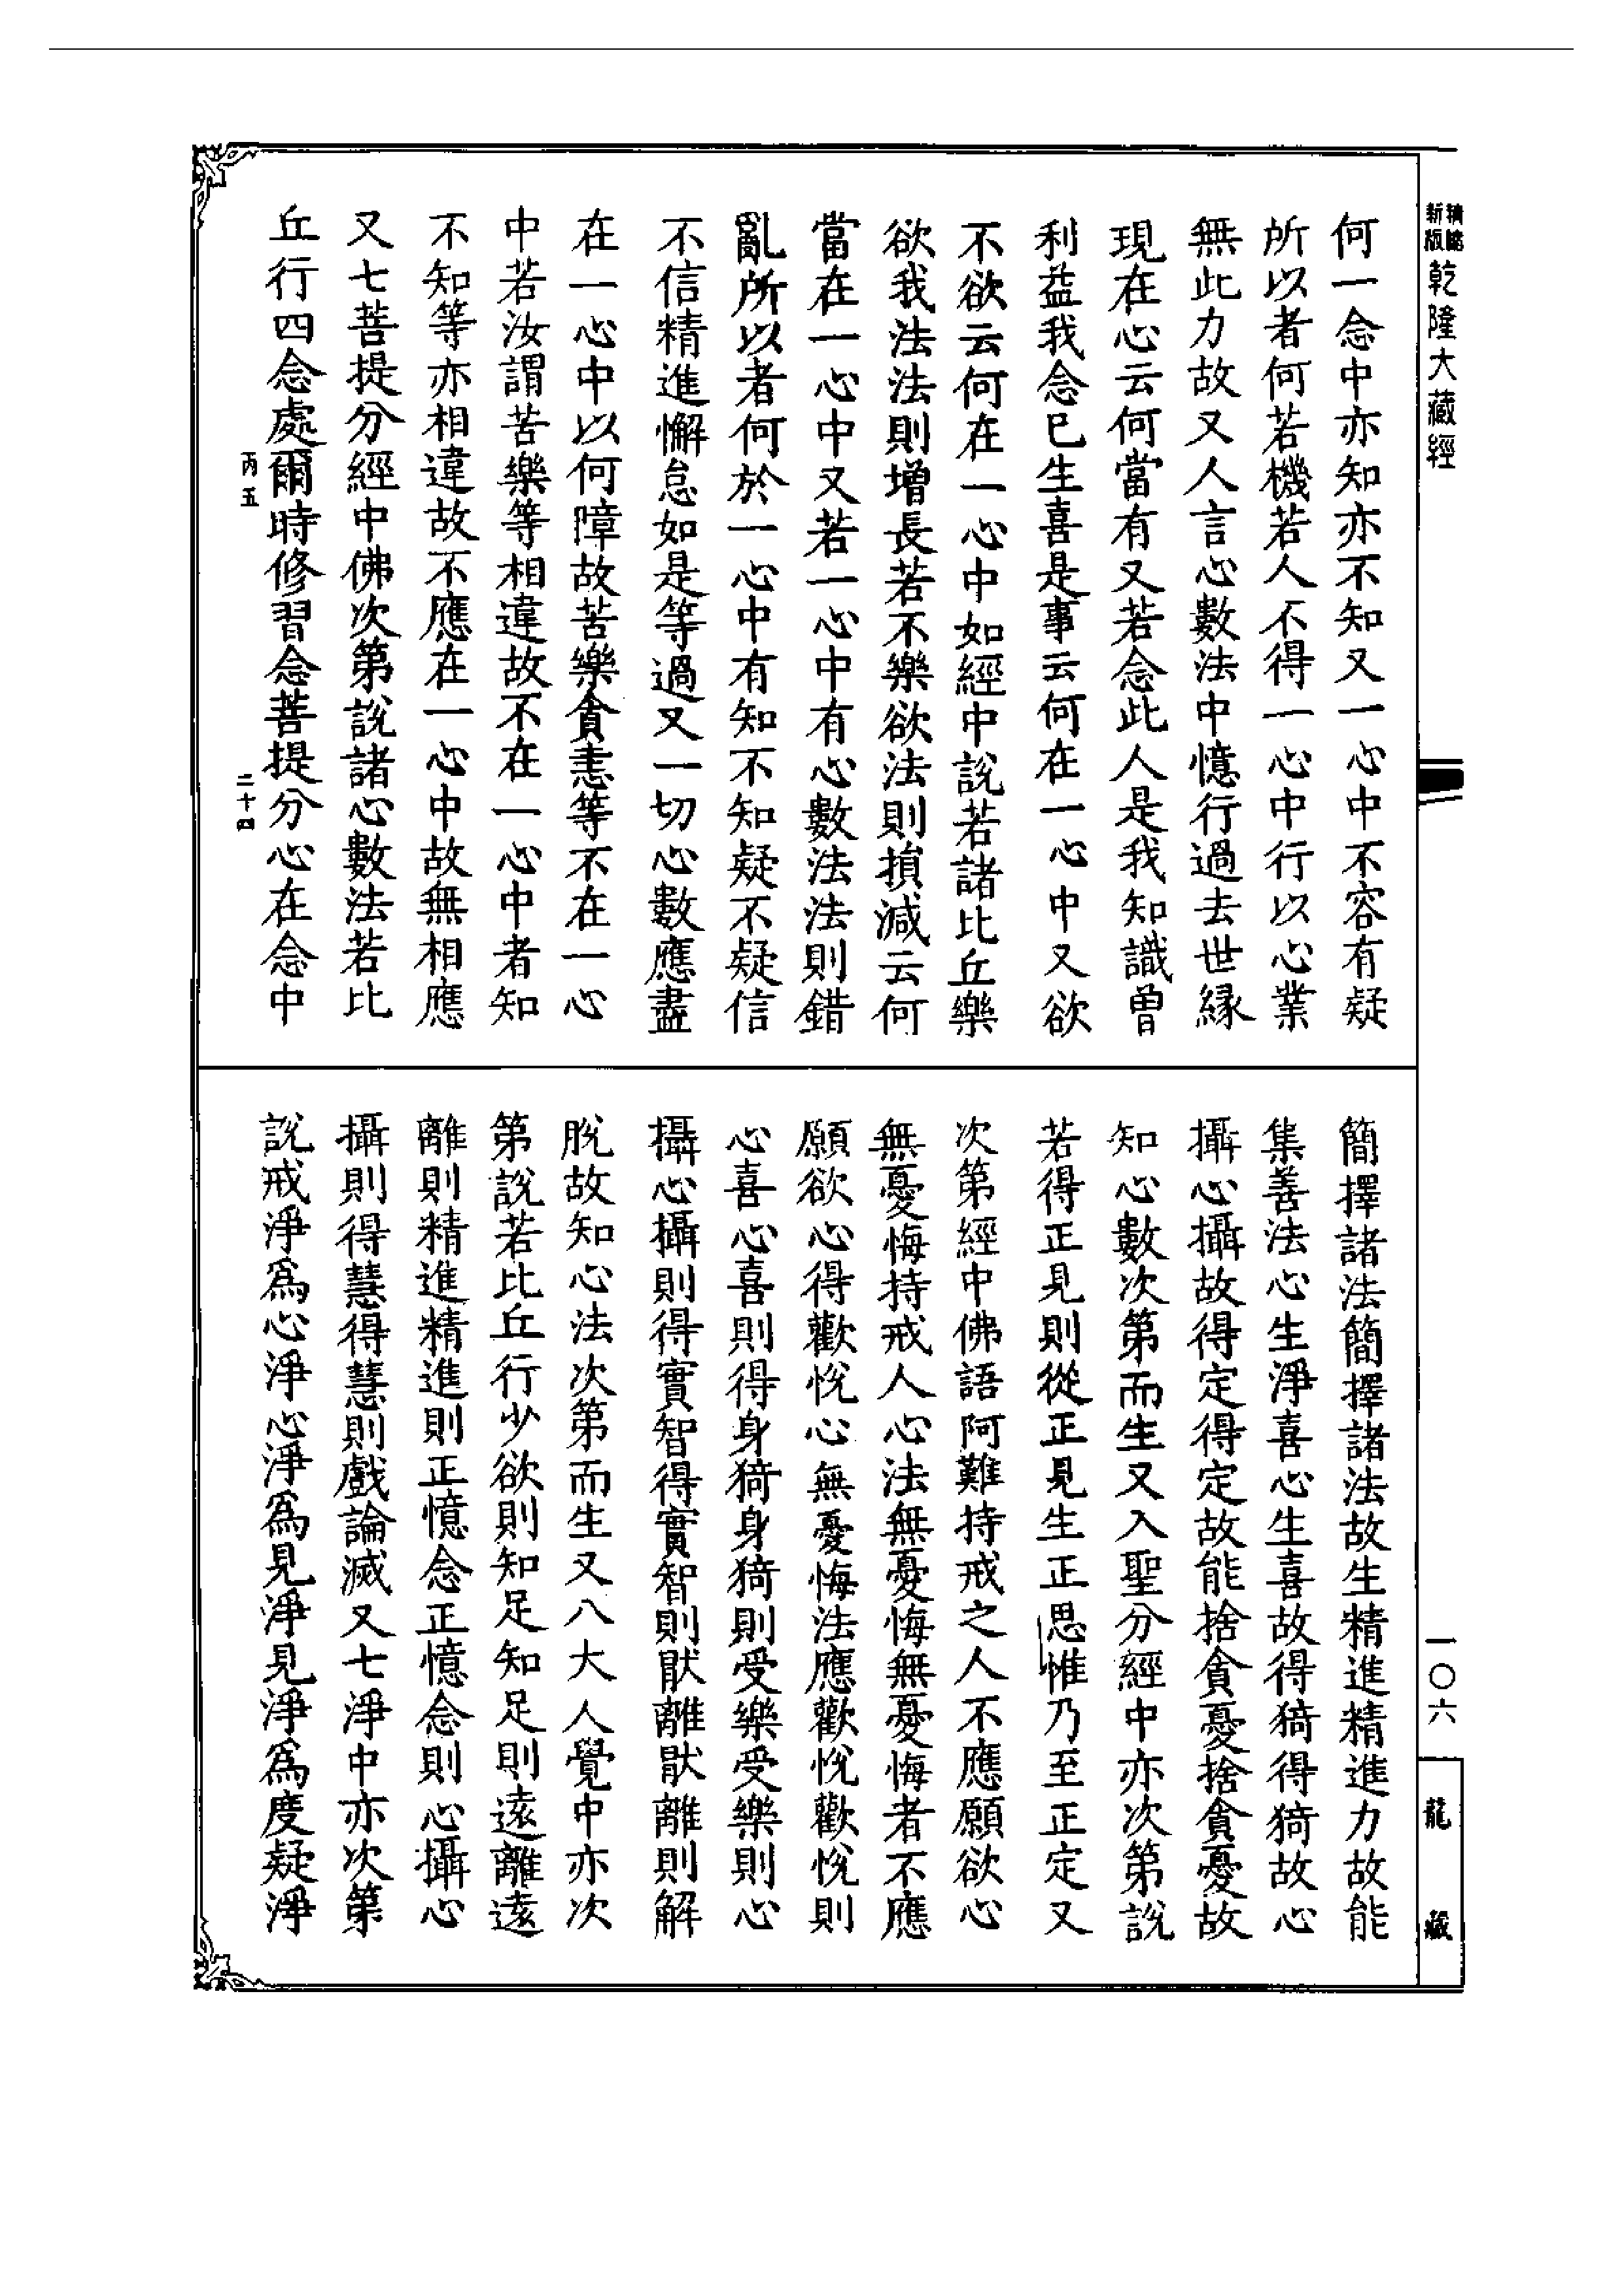 精縮新版
乾隆大藏經
何一念中亦知亦不知又一心中不容有疑
所以者何若機若人不得一心中行以心業
無此力故又人言心數法中憶行過去世縁
現在心云何當有又若念此人是我知識曾
利益我念已生喜是事云何在一心中又欲
不欲云何在一心中如經中說若諸比丘樂
欲我法法則增長若不樂欲法則損減云何
當在一心中又若一心中有心數法法則錯
亂所以者何於一心中有知不知疑不疑信
不信精進懈怠如是等過又一切心數應盡
在一心中以何障故苦樂貪恚等不在一心
中若汝謂苦樂等相違故不在一心中者知
不知等亦相違故不應在一心中故無相應
又七菩提分經中佛次第說諸心數法若比
丘行四念處爾時修習念菩提分心在念中
丙五
二十四
一〇六
龍藏
簡擇諸法簡擇諸法故生精進精進力故能
集善法心生淨喜心生喜故得猗得猗故心
攝心攝故得定得定故能捨貪憂捨貪憂故
知心數次第而生又入聖分經中亦次第說
若得正見則從正見生正思惟乃至正定又
次第經中佛語阿難持戒之人不應願欲心
無憂悔持戒人心法無憂悔無憂悔者不應
願欲心得歡悅心無憂悔法應歡悅歡悅則
心喜心喜則得身猗身猗則受樂受樂則心
攝心攝則得實智得實智則猒離猒離則解
脫故知心法次第而生又八大人覺中亦次
第說若比丘行少欲則知足知足則遠離遠
離則精進精進則正憶念正憶念則心攝心
攝則得慧得慧則戲論滅又七淨中亦次第
說戒淨爲心淨心淨爲見淨見淨爲度疑淨